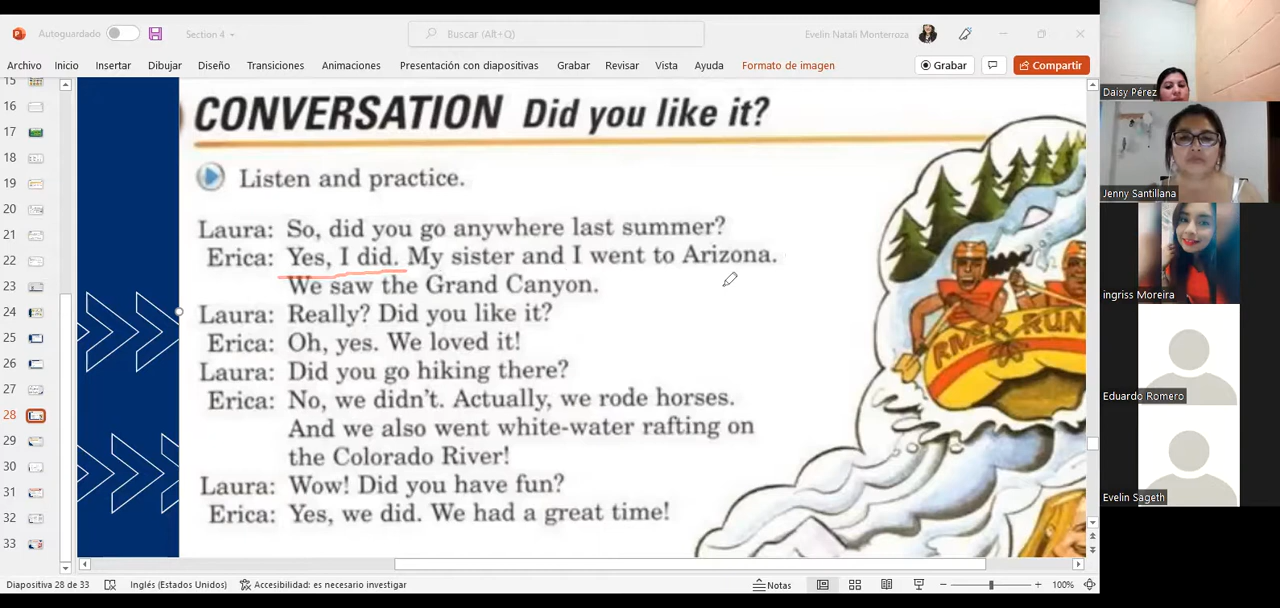 Autoguardado
Section 4
Buscar (Alt+Q)
Evelin Natali Monterroza
Archivo Inicio Insertar Dibujar Diseño Transiciones Animaciones Presentación con diapositivas Grabar Revisar Vista Ayuda Formato de imagen
Grabar
Compartir
15
16
17
18
19
20
21
22
23
24
25
26
27
28
29
30
31
32
33
CONVERSATION Did you like it?
Listen and practice.
Laura: So, did you go anywhere last summer?
Erica: Yes, I did. My sister and I went to Arizona.
We saw the Grand Canyon.
Laura: Really? Did you like it?
Erica: Oh, yes. We loved it!
Laura: Did you go hiking there?
Erica: No, we didn't. Actually, we rode horses.
And we also went white-water rafting on
the Colorado River!
Laura: Wow! Did you have fun?
Erica: Yes, we did. We had a great time!
RIVER RUN
Daisy Pérez
Jenny Santillana
ingriss Moreira
Eduardo Romero
Evelin Sageth
Diapositiva 28 de 33 Inglés (Estados Unidos) Accesibilidad: es necesario investigar Notas 100%